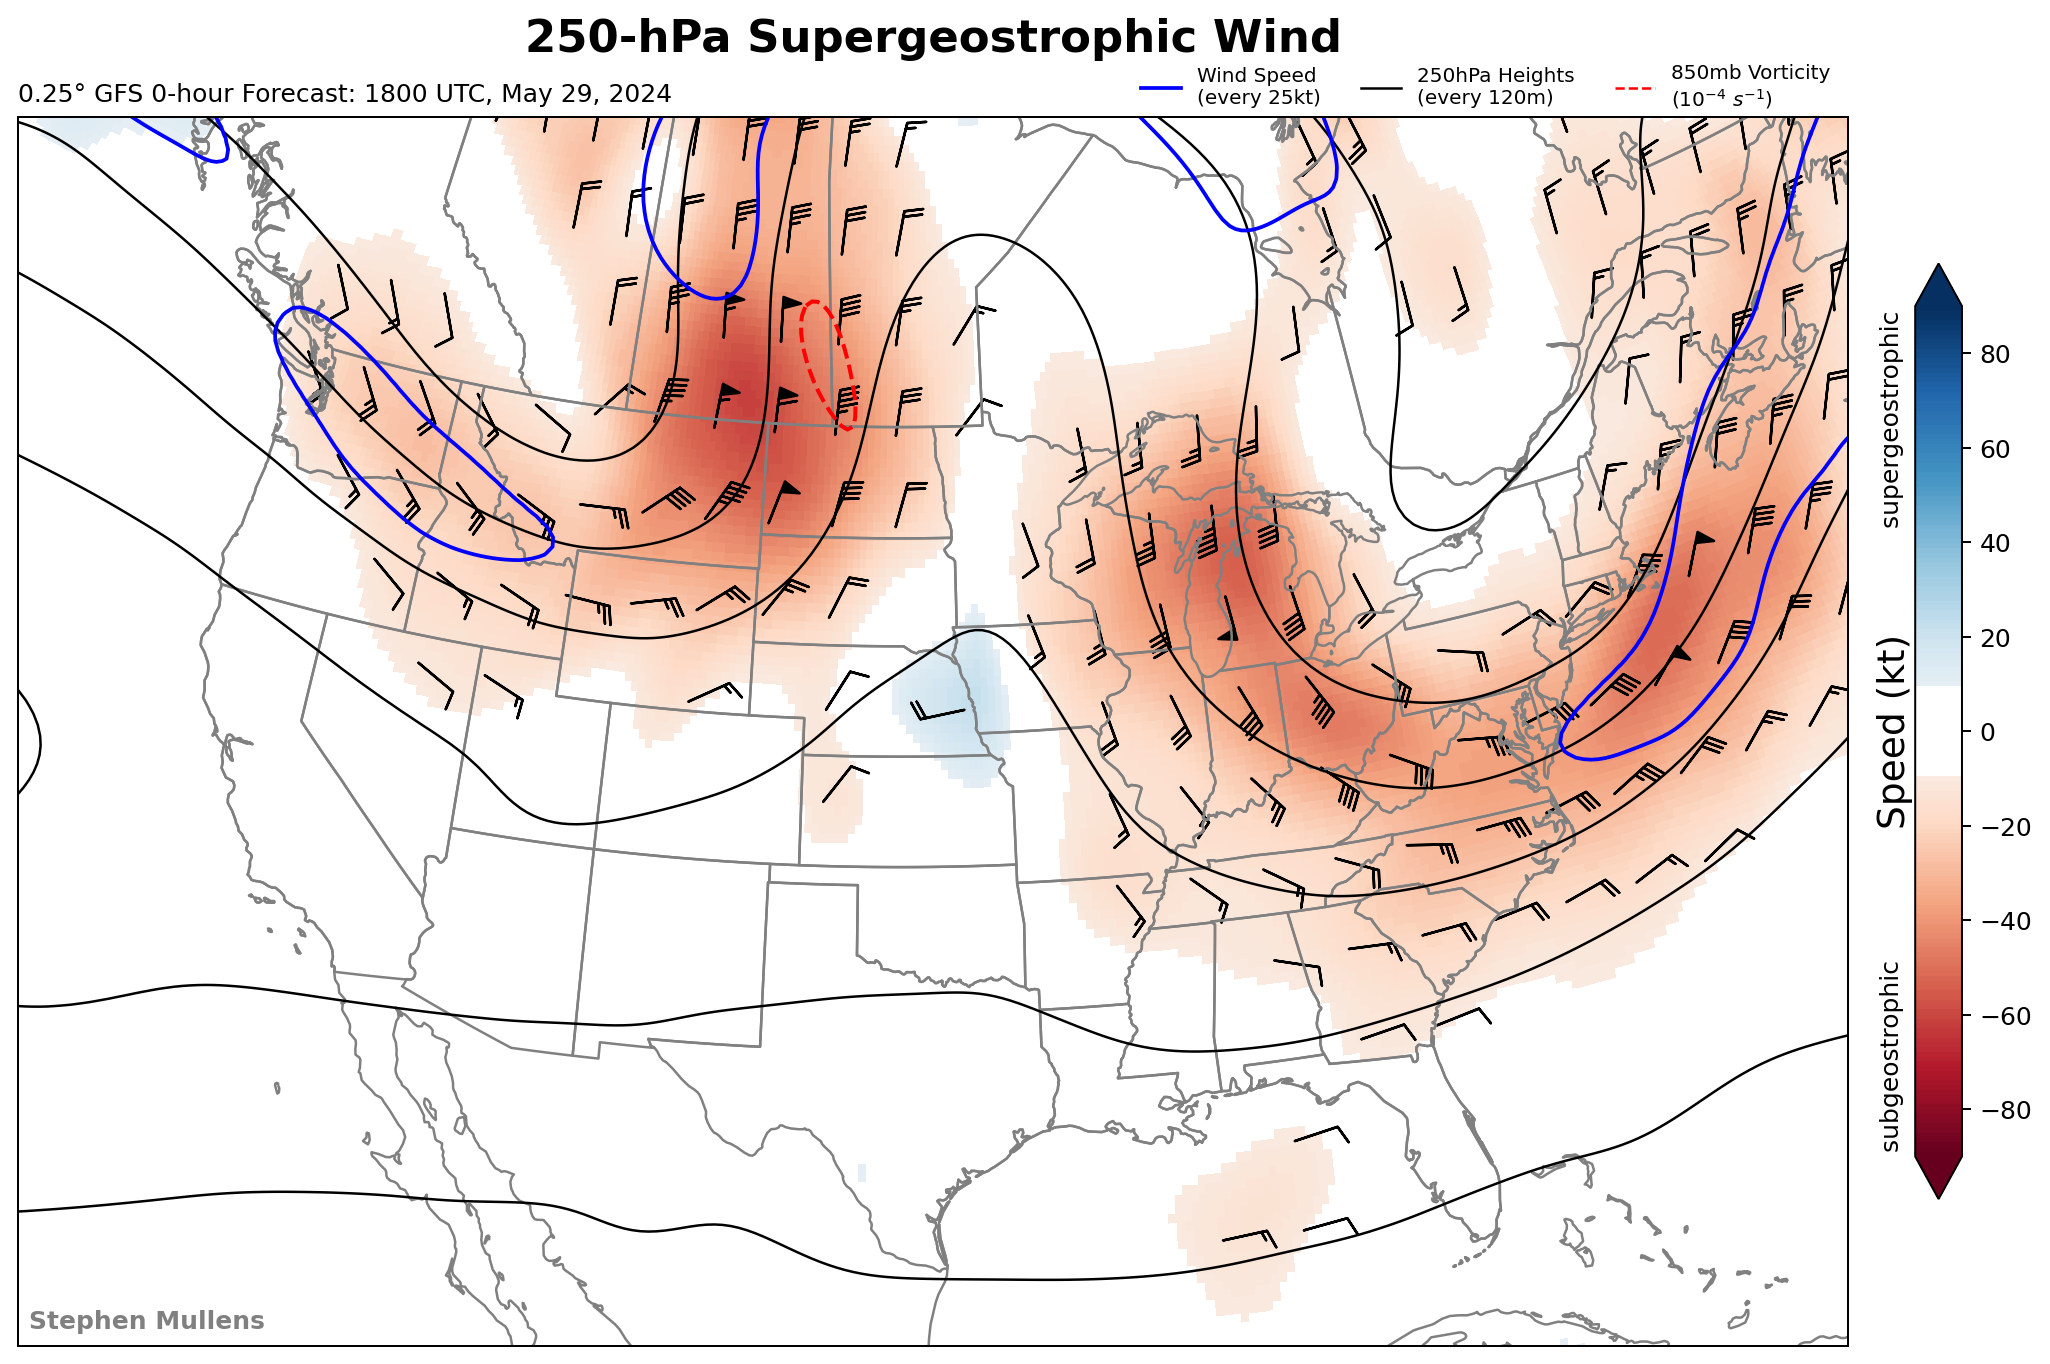 250-hPa Supergeostrophic Wind
0.25° GFS 0-hour Forecast: 1800 UTC, May 29, 2024
Wind Speed
(every 25kt)
250hPa Heights
(every 120m)
850mb Vorticity
(10⁻⁴ s⁻¹)
supergeostrophic
Speed (kt)
subgeostrophic
80
60
40
20
0
−20
−40
−60
−80
Stephen Mullens